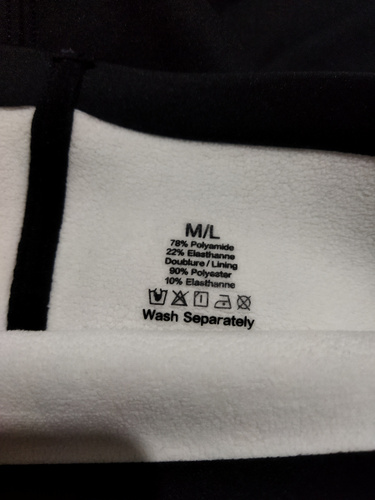 M/L
78% Polyamide
22% Elasthanne
Doublure / Lining
90% Polyester
10% Elasthanne
Wash Separately